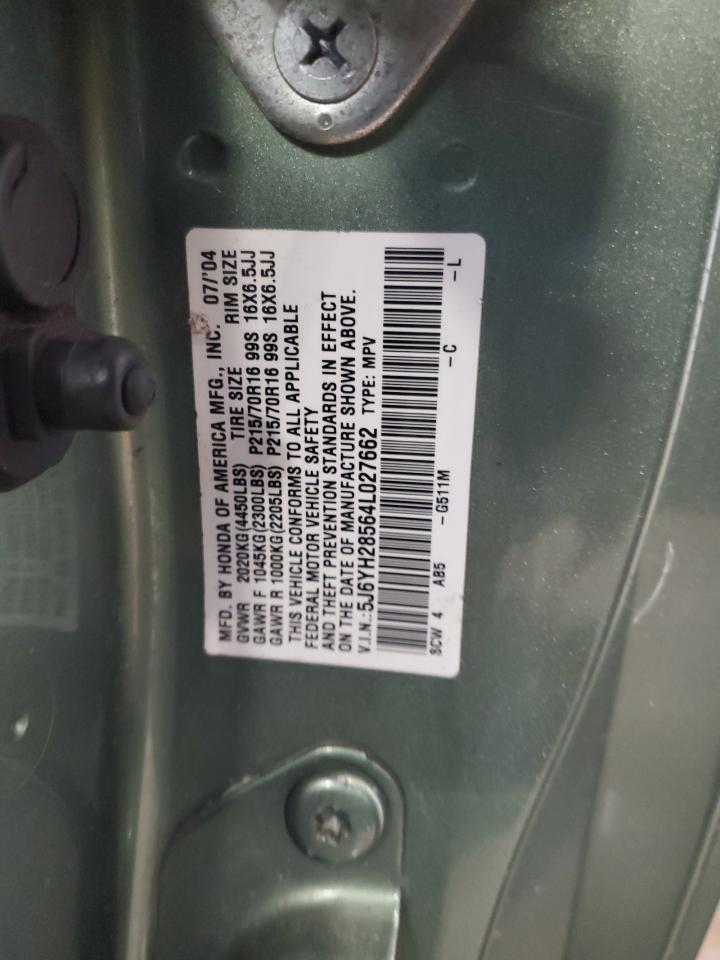 MFD. BY HONDA OF AMERICA MFG., INC. 07/'04
GVWR 2020KG(4450LBS) TIRE SIZE RIM SIZE
GAWR F 1045KG(2300LBS) P215/70R16 99S 16X6.5JJ
GAWR R 1000KG(2205LBS) P215/70R16 99S 16X6.5JJ
THIS VEHICLE CONFORMS TO ALL APPLICABLE
FEDERAL MOTOR VEHICLE SAFETY
AND THEFT PREVENTION STANDARDS IN EFFECT
ON THE DATE OF MANUFACTURE SHOWN ABOVE.
V.I.N.:5J6YH28564L027662 TYPE: MPV
SCW 4 AB5 -G511M -C -L